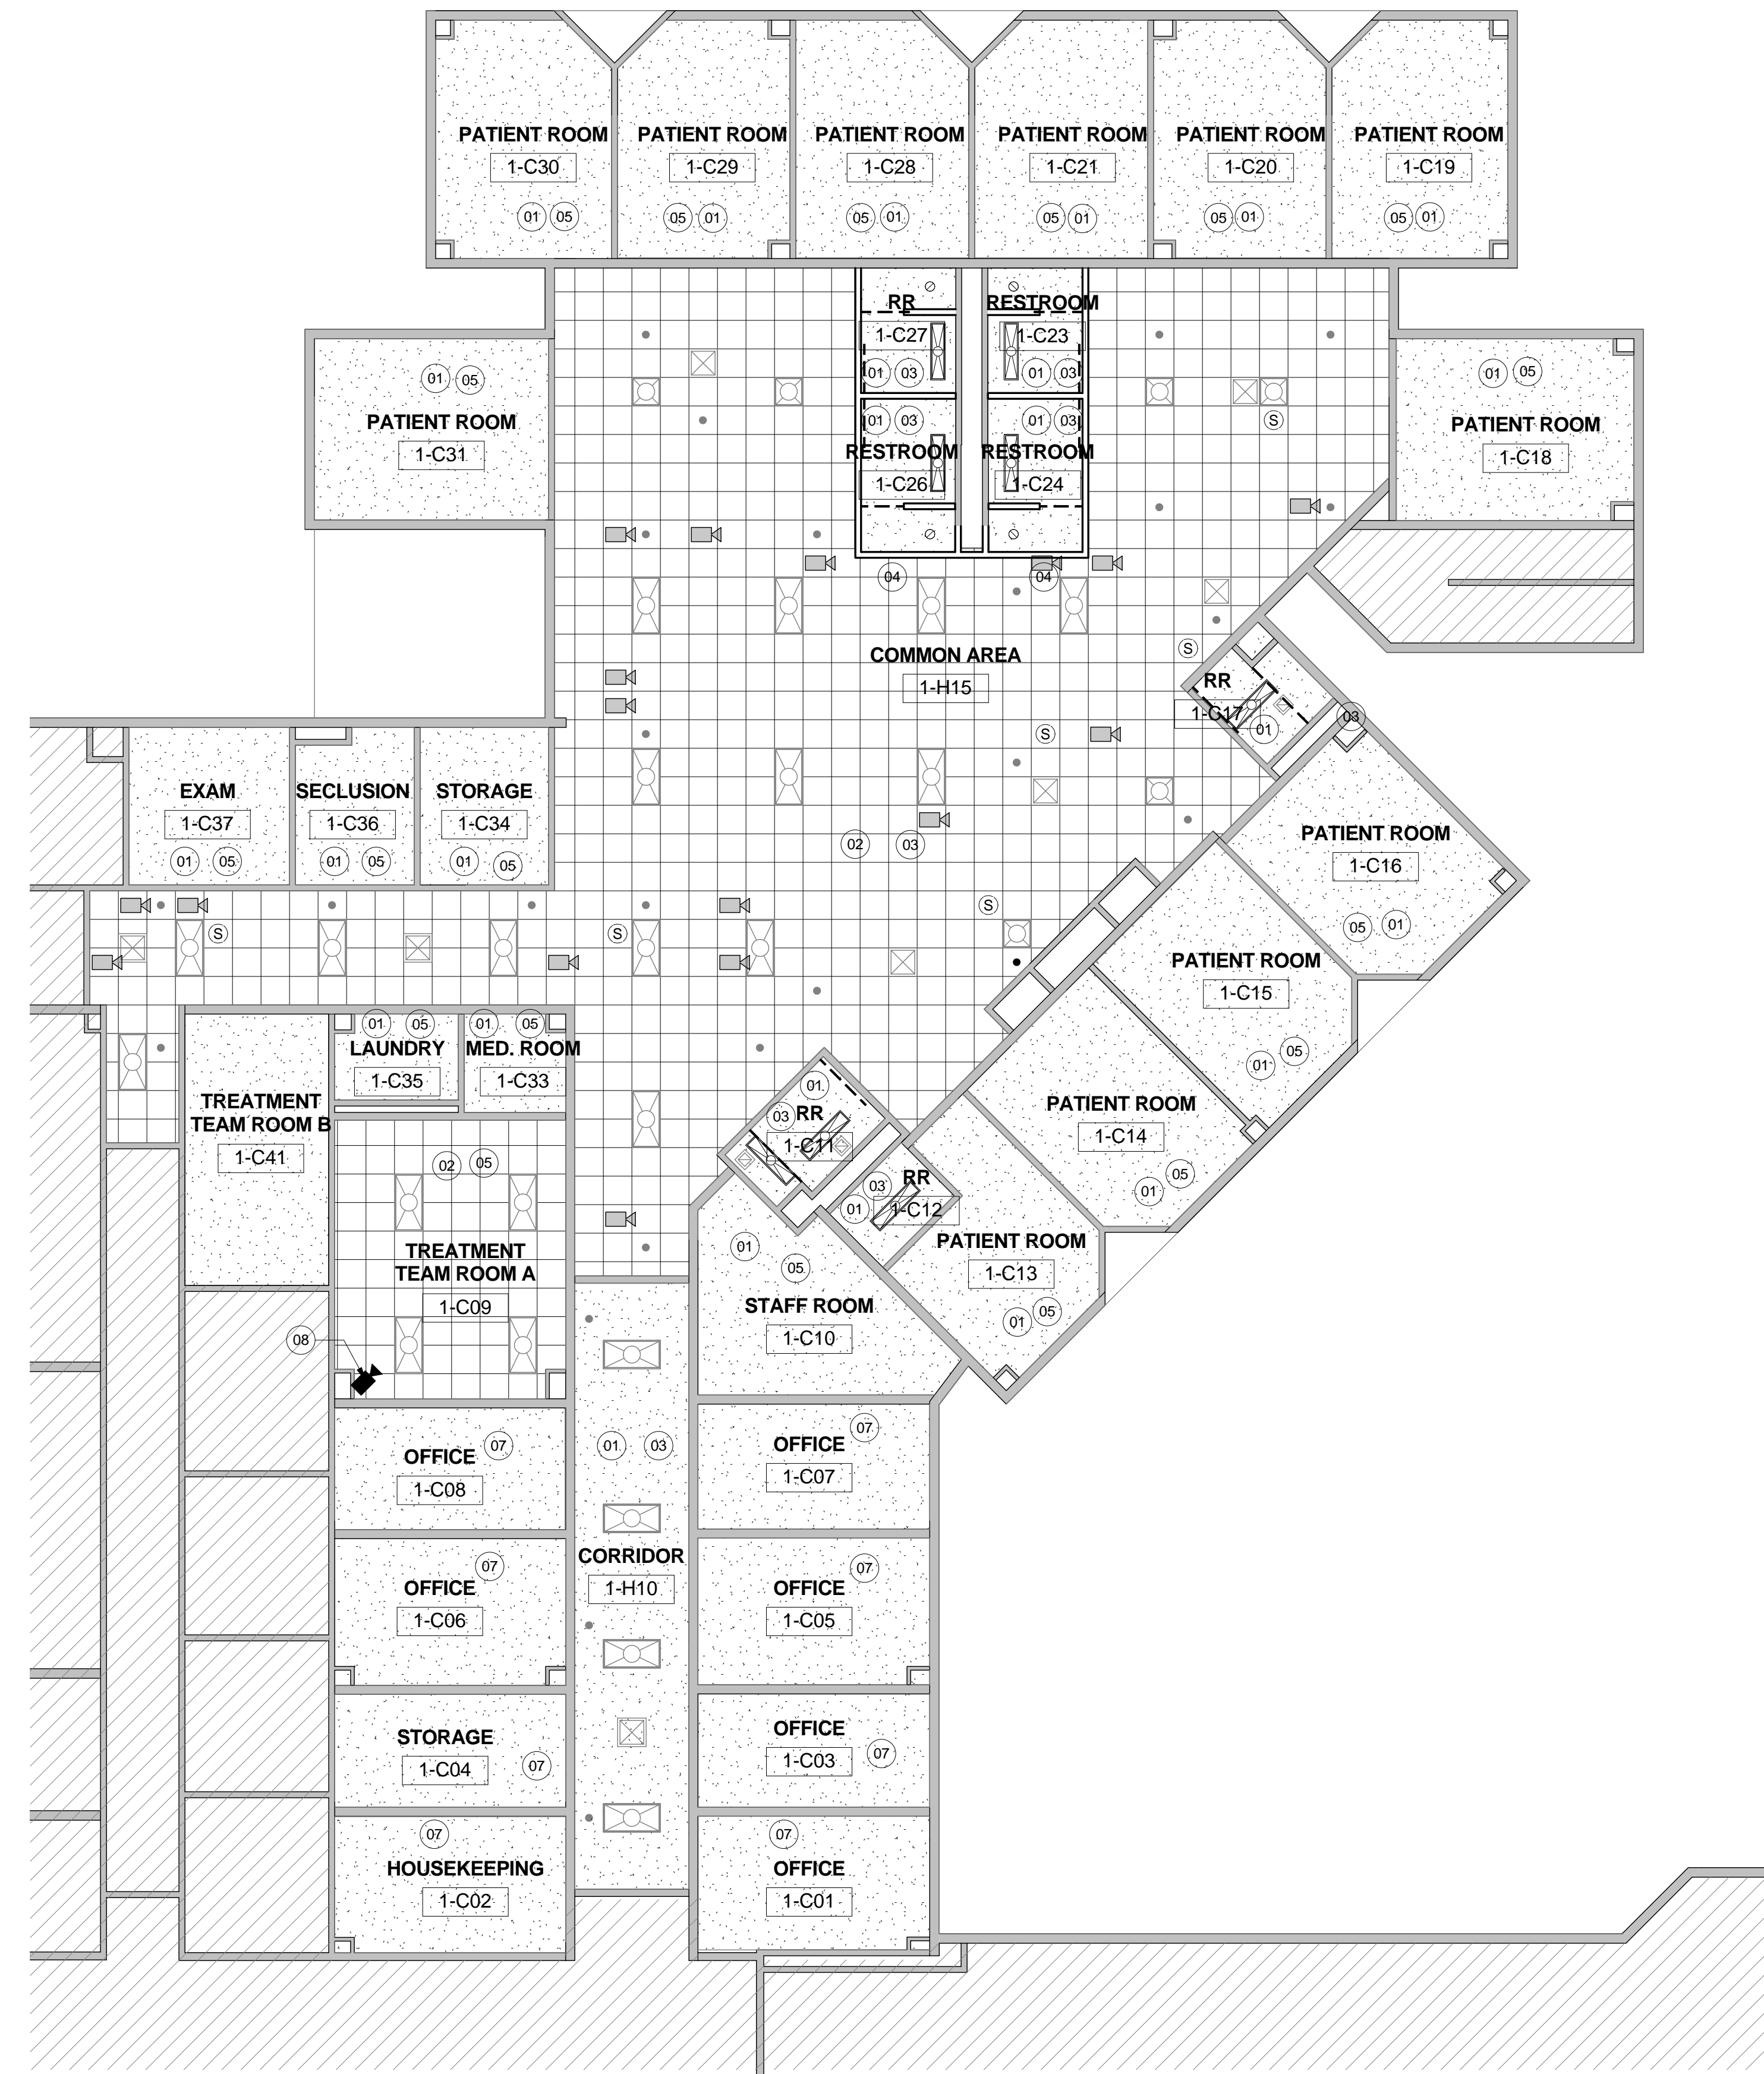 PATIENT ROOM
1-C30
01 05
PATIENT ROOM
1-C29
05 01
PATIENT ROOM
1-C28
05 01
PATIENT ROOM
1-C21
05 01
PATIENT ROOM
1-C20
05 01
PATIENT ROOM
1-C19
05 01
RR
1-C27
01 03
RESTROOM
1-C23
01 03
01 03
RESTROOM
1-C26
01 03
RESTROOM
1-C24
01 05
PATIENT ROOM
1-C31
01 05
PATIENT ROOM
1-C18
S
04
04
COMMON AREA
1-H15
S
RR
1-C17
01
03
S
EXAM
1-C37
01 05
SECLUSION
1-C36
01 05
STORAGE
1-C34
01 05
02 03
PATIENT ROOM
1-C16
05 01
S
S
S
PATIENT ROOM
1-C15
01 05
01 05
LAUNDRY
1-C35
01 05
MED. ROOM
1-C33
TREATMENT
TEAM ROOM B
1-C41
01
03
RR
1-C11
PATIENT ROOM
1-C14
01 05
02 05
TREATMENT
TEAM ROOM A
1-C09
08
03
RR
01
1-C12
PATIENT ROOM
1-C13
01 05
01
05
STAFF ROOM
1-C10
OFFICE
07
1-C08
01 03
OFFICE
07
1-C07
07
OFFICE
1-C06
CORRIDOR
1-H10
07
OFFICE
1-C05
STORAGE
1-C04
07
OFFICE
1-C03
07
07
HOUSEKEEPING
1-C02
07
OFFICE
1-C01